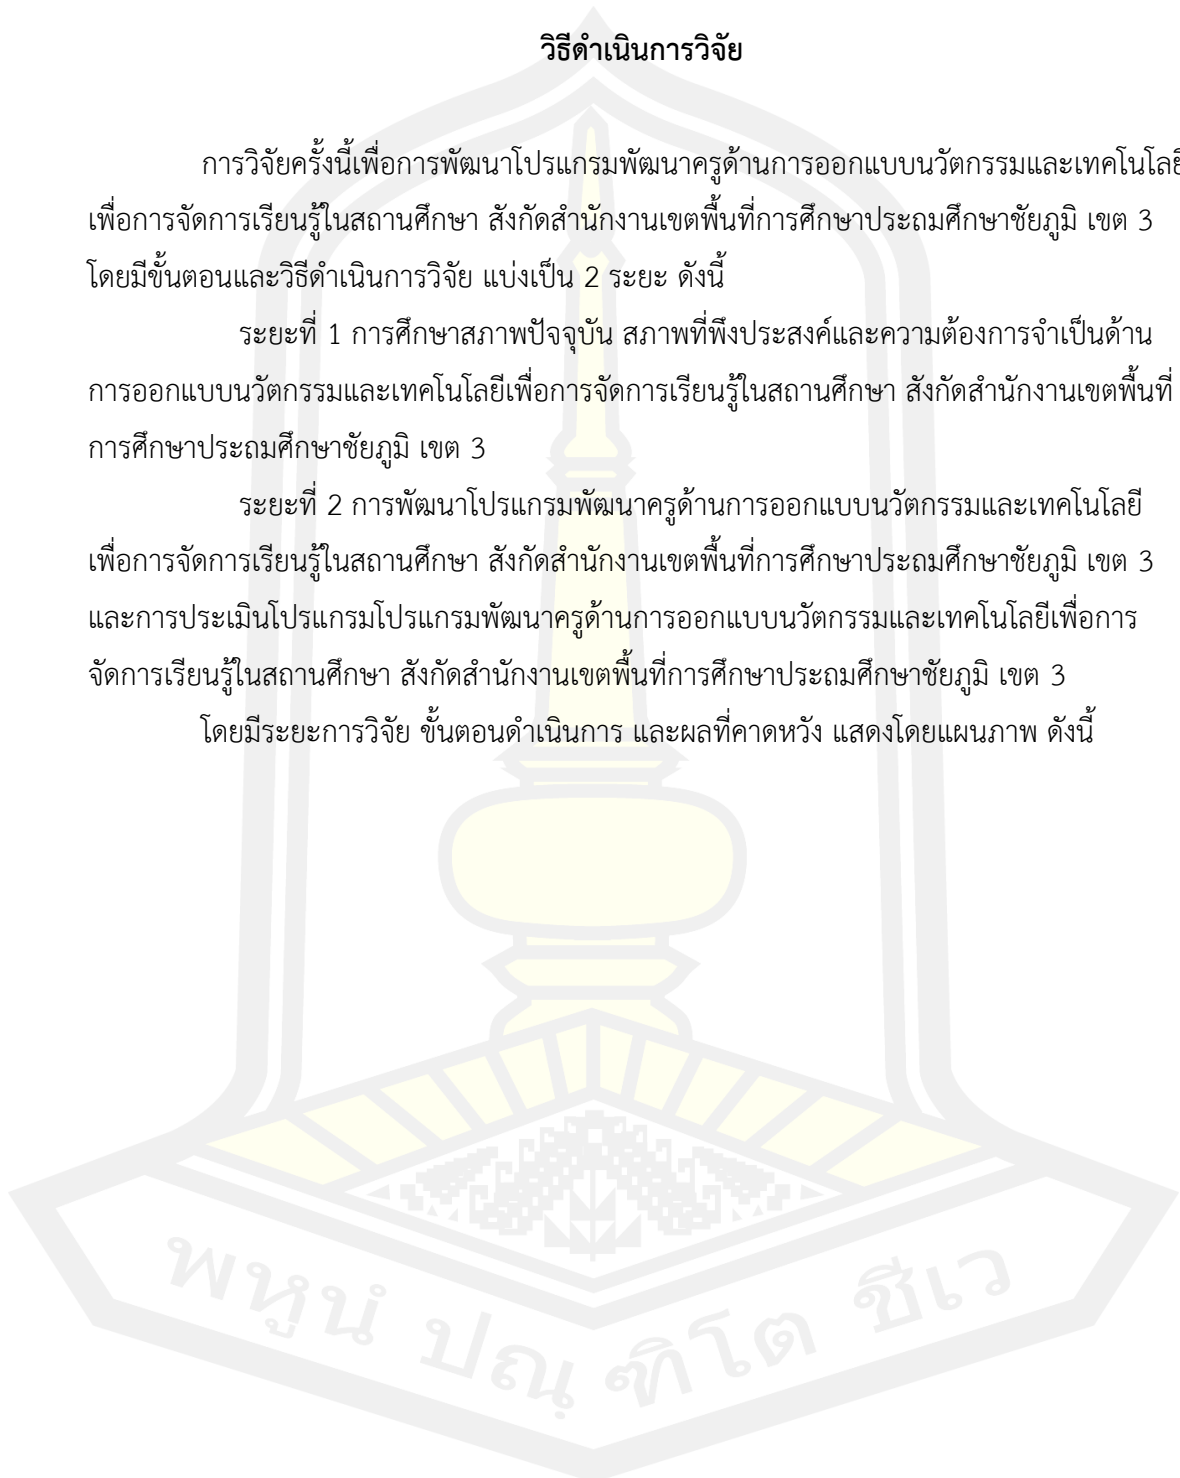 วิธีดำเนินการวิจัย
การวิจัยครั้งนี้เพื่อการพัฒนาโปรแกรมพัฒนาครูด้านการออกแบบนวัตกรรมและเทคโนโลยี
เพื่อการจัดการเรียนรู้ในสถานศึกษา สังกัดสำนักงานเขตพื้นที่การศึกษาประถมศึกษาชัยภูมิ เขต 3
โดยมีขั้นตอนและวิธีดำเนินการวิจัย แบ่งเป็น 2 ระยะ ดังนี้
ระยะที่ 1 การศึกษาสภาพปัจจุบัน สภาพที่พึงประสงค์และความต้องการจำเป็นด้าน
การออกแบบนวัตกรรมและเทคโนโลยีเพื่อการจัดการเรียนรู้ในสถานศึกษา สังกัดสำนักงานเขตพื้นที่
การศึกษาประถมศึกษาชัยภูมิ เขต 3
ระยะที่ 2 การพัฒนาโปรแกรมพัฒนาครูด้านการออกแบบนวัตกรรมและเทคโนโลยี
เพื่อการจัดการเรียนรู้ในสถานศึกษา สังกัดสำนักงานเขตพื้นที่การศึกษาประถมศึกษาชัยภูมิ เขต 3
และการประเมินโปรแกรมโปรแกรมพัฒนาครูด้านการออกแบบนวัตกรรมและเทคโนโลยีเพื่อการ
จัดการเรียนรู้ในสถานศึกษา สังกัดสำนักงานเขตพื้นที่การศึกษาประถมศึกษาชัยภูมิ เขต 3
โดยมีระยะการวิจัย ขั้นตอนดำเนินการ และผลที่คาดหวัง แสดงโดยแผนภาพ ดังนี้
พหูนํ ปณฺฑิโต ชีเว